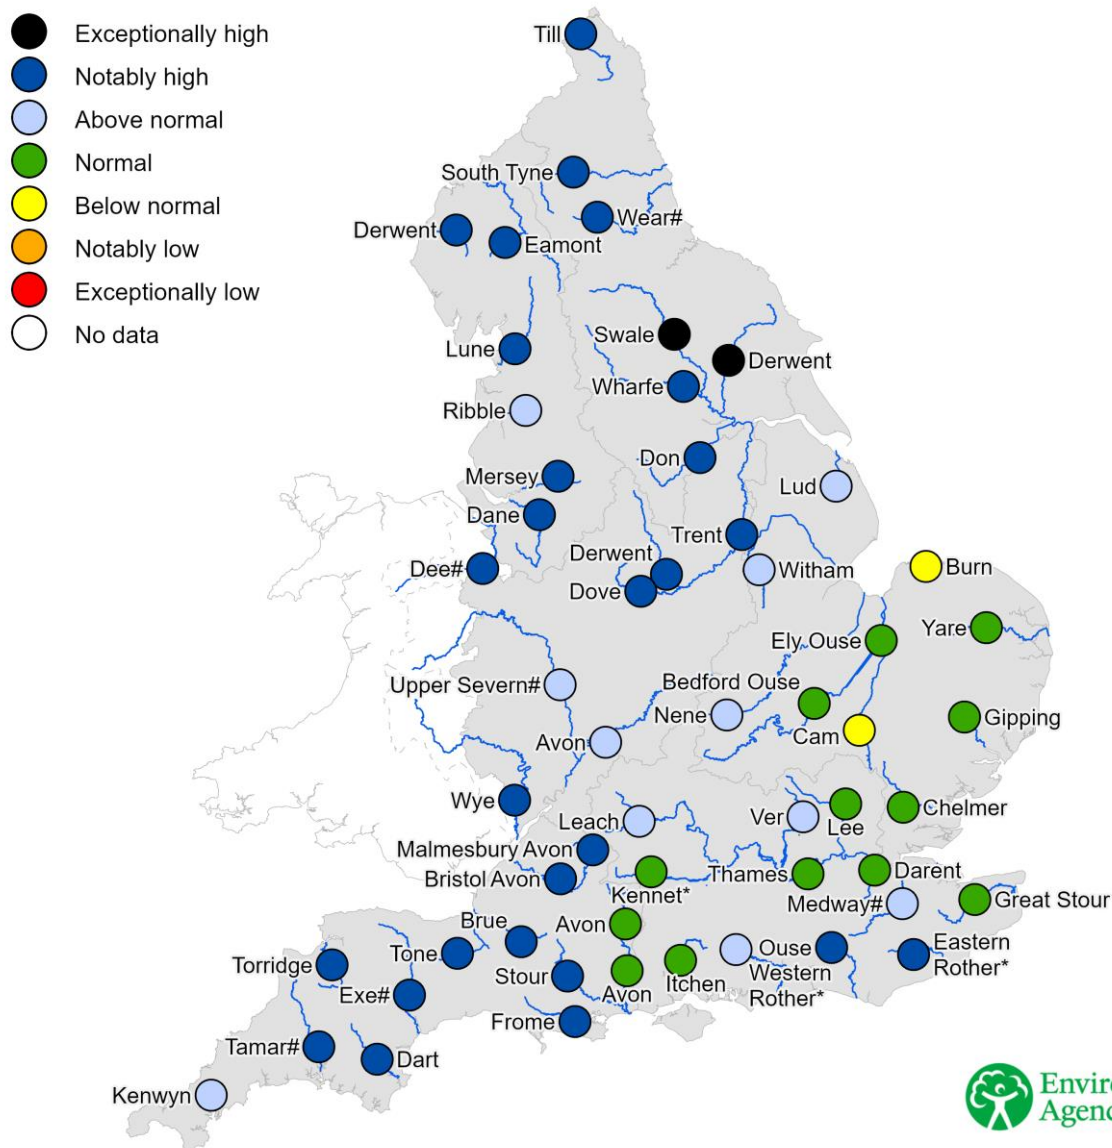 Exceptionally high
Notably high
Above normal
Normal
Below normal
Notably low
Exceptionally low
No data
Till
South Tyne
Wear#
Derwent
Eamont
Swale
Derwent
Lune
Wharfe
Ribble
Don
Mersey
Lud
Dane
Trent
Derwent
Dee#
Witham
Burn
Dove
Yare
Ely Ouse
Upper Severn#
Bedford Ouse
Nene
Gipping
Cam
Avon
Wye
Chelmer
Leach
Ver
Lee
Malmesbury Avon
Bristol Avon
Thames
Darent
Kennet*
Medway#
Great Stour
Brue
Avon
Tone
Ouse
Eastern
Rother*
Torridge
Stour
Itchen
Western
Rother*
Exe#
Avon
Frome
Tamar#
Dart
Kenwyn
Enviro
Agenc